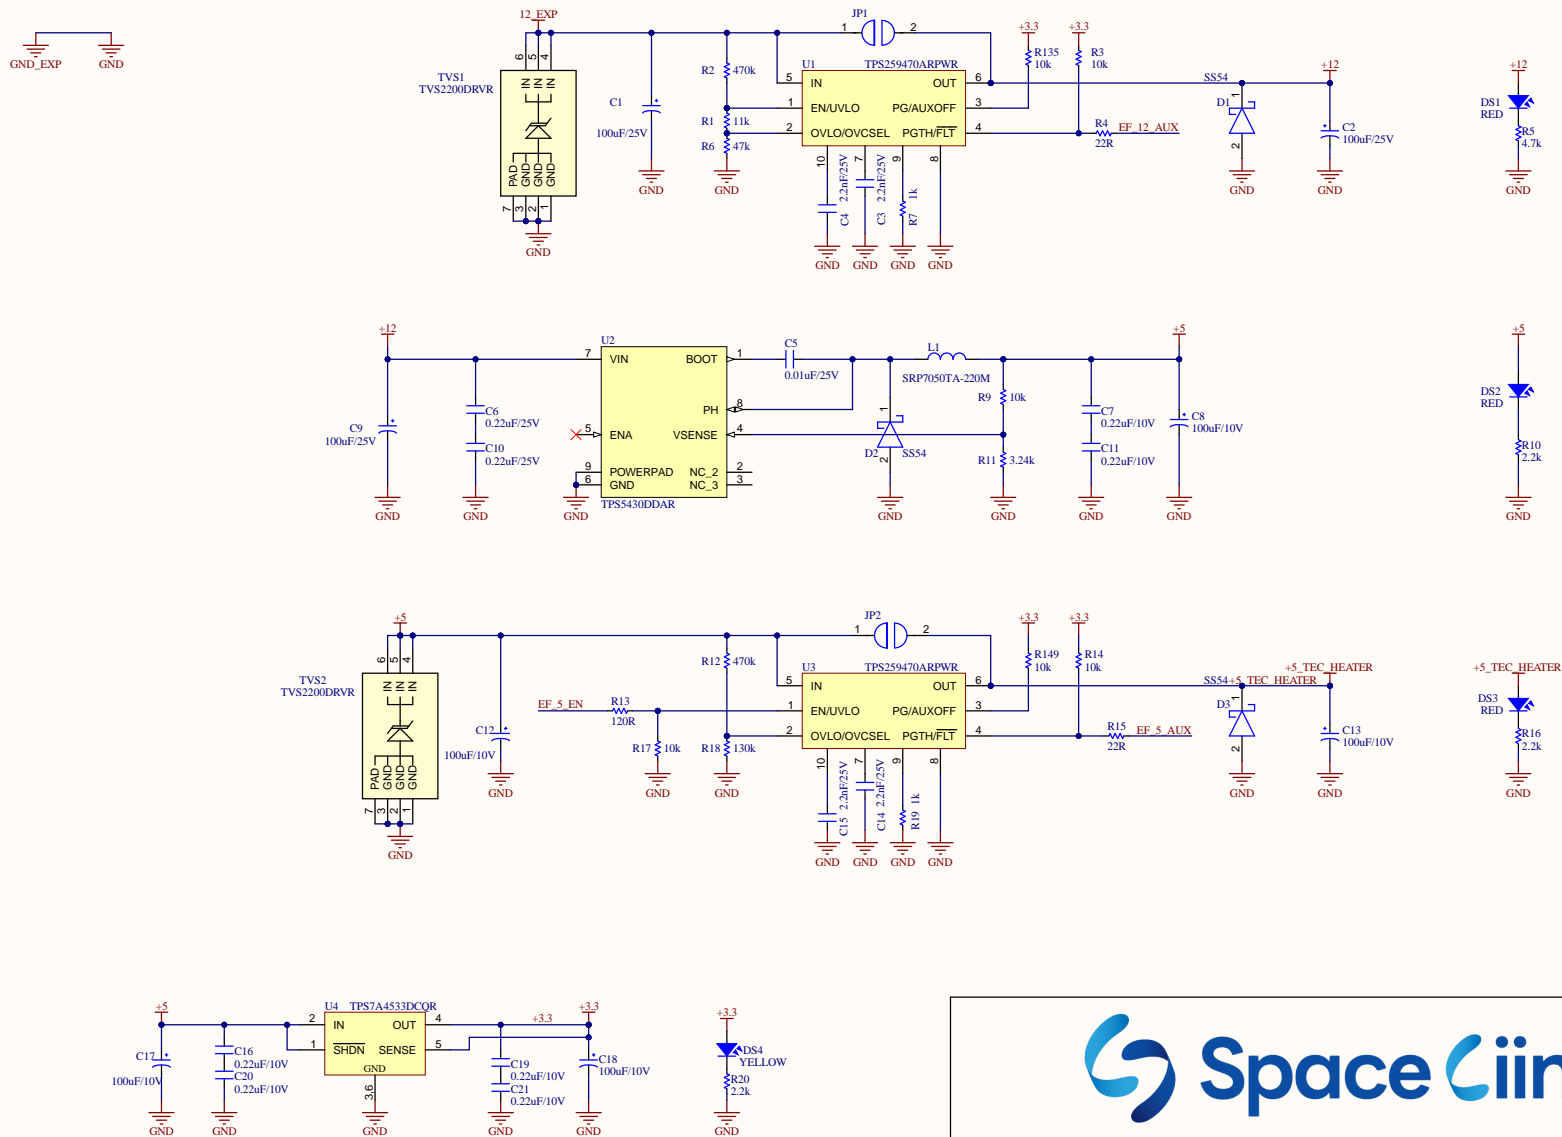 GND_EXP
GND
12_EXP
TVS1
TVS2200DRVR
6
5
4
IN
IN
IN
PAD
GND
GND
GND
7
3
2
1
GND
C1
100uF/25V
GND
R2
470k
R1
11k
R6
47k
GND
JP1
1
2
U1
TPS259470ARPWR
5
IN
OUT
6
1
EN/UVLO
PG/AUXOFF
3
2
OVLO/OVCSEL
PGTH/FLT
4
10
7
9
8
C4
2.2nF/25V
C3
2.2nF/25V
R7
1k
GND
GND
GND
GND
+3.3
R135
10k
+3.3
R3
10k
R4
22R
EF_12_AUX
SS54
D1
1
2
GND
+12
C2
100uF/25V
GND
+12
DS1
RED
R5
4.7k
GND
+12
C9
100uF/25V
GND
C6
0.22uF/25V
C10
0.22uF/25V
GND
U2
7
VIN
BOOT
1
PH
8
5
ENA
VSENSE
4
9
POWERPAD
NC_2
2
6
GND
NC_3
3
TPS5430DDAR
GND
C5
0.01uF/25V
L1
SRP7050TA-220M
1
D2
2
SS54
GND
R9
10k
R11
3.24k
GND
C7
0.22uF/10V
C11
0.22uF/10V
GND
+5
C8
100uF/10V
GND
+5
DS2
RED
R10
2.2k
GND
+5
TVS2
TVS2200DRVR
6
5
4
IN
IN
IN
PAD
GND
GND
GND
7
3
2
1
GND
C12
100uF/10V
GND
EF_5_EN
R13
120R
R17
10k
GND
R12
470k
R18
130k
GND
JP2
1
2
U3
TPS259470ARPWR
5
IN
OUT
6
1
EN/UVLO
PG/AUXOFF
3
2
OVLO/OVCSEL
PGTH/FLT
4
10
7
9
8
C15
2.2nF/25V
C14
2.2nF/25V
R19
1k
GND
GND
GND
GND
+3.3
R149
10k
+3.3
R14
10k
R15
22R
EF_5_AUX
SS54
+5_TEC_HEATER
D3
1
2
GND
+5_TEC_HEATER
C13
100uF/10V
GND
+5_TEC_HEATER
DS3
RED
R16
2.2k
GND
+5
C17
100uF/10V
GND
C16
0.22uF/10V
C20
0.22uF/10V
GND
U4
TPS7A4533DCQR
2
IN
OUT
4
1
SHDN
SENSE
5
GND
3,6
GND
+3.3
C19
0.22uF/10V
C21
0.22uF/10V
GND
+3.3
C18
100uF/10V
GND
+3.3
DS4
YELLOW
R20
2.2k
GND
Space Ciin